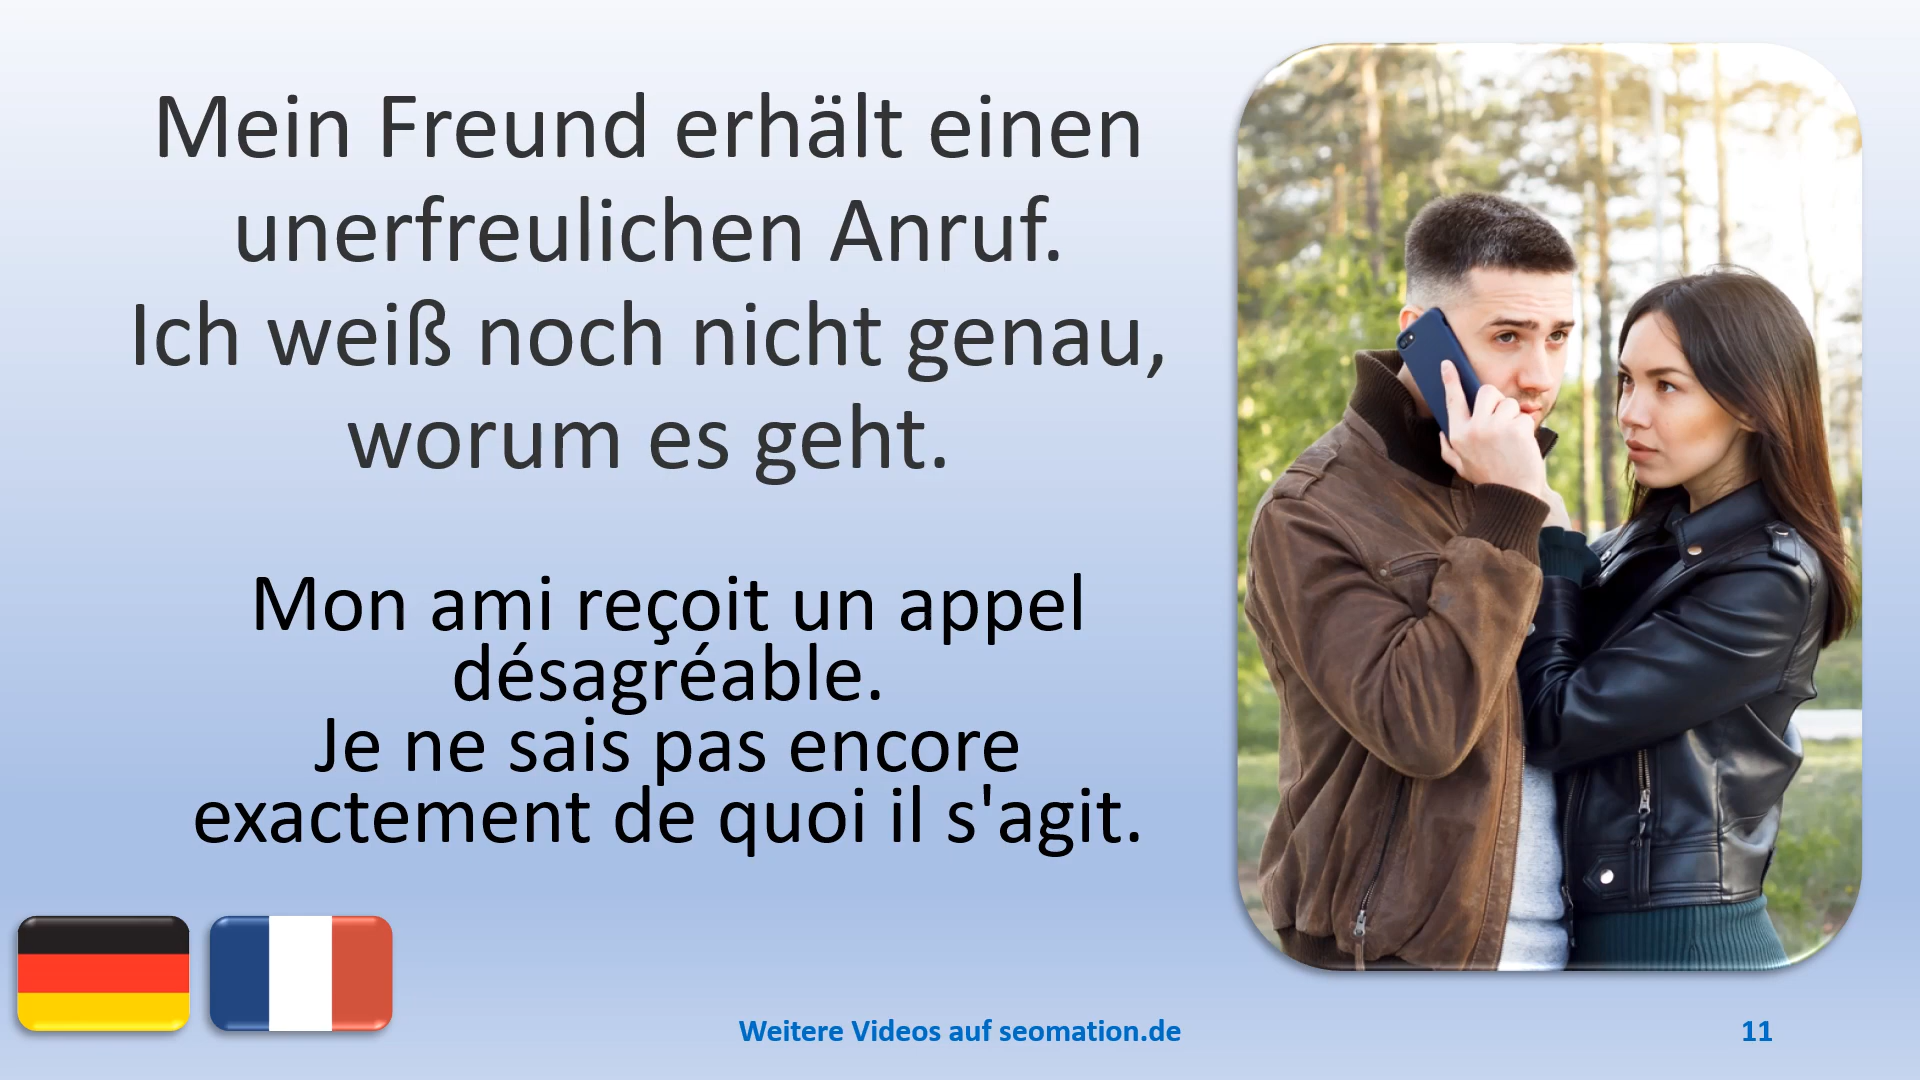 Mein Freund erhält einen
unerfreulichen Anruf.
Ich weiß noch nicht genau,
worum es geht.
Mon ami reçoit un appel
désagréable.
Je ne sais pas encore
exactement de quoi il s'agit.
Weitere Videos auf seomation.de
11